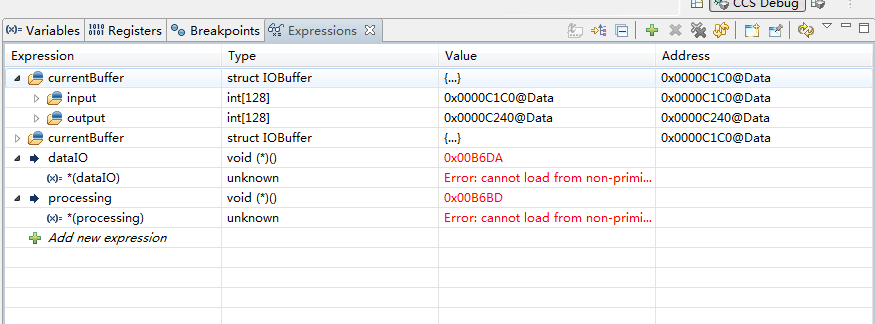 CCS Debug
(x)= Variables Registers Breakpoints Expressions
Expression Type Value Address
currentBuffer struct IOBuffer {...} 0x0000C1C0@Data
input int[128] 0x0000C1C0@Data 0x0000C1C0@Data
output int[128] 0x0000C240@Data 0x0000C240@Data
currentBuffer struct IOBuffer {...} 0x0000C1C0@Data
dataIO void (*)() 0x00B6DA
(x)= *(dataIO) unknown Error: cannot load from non-primi...
processing void (*)() 0x00B6BD
(x)= *(processing) unknown Error: cannot load from non-primi...
Add new expression